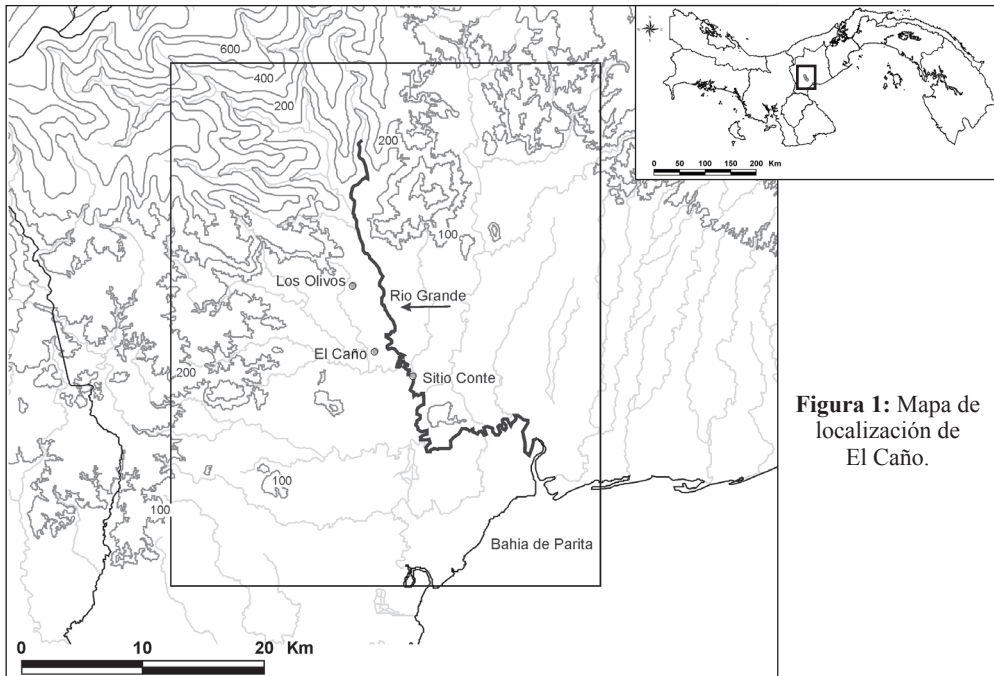 600
400
200
200
100
0 50 100 150 200 Km
Los Olivos
Rio Grande
El Caño
200
Sitio Conte
Figura 1: Mapa de
localización de
El Caño.
100
100
Bahia de Parita
0 10 20 Km